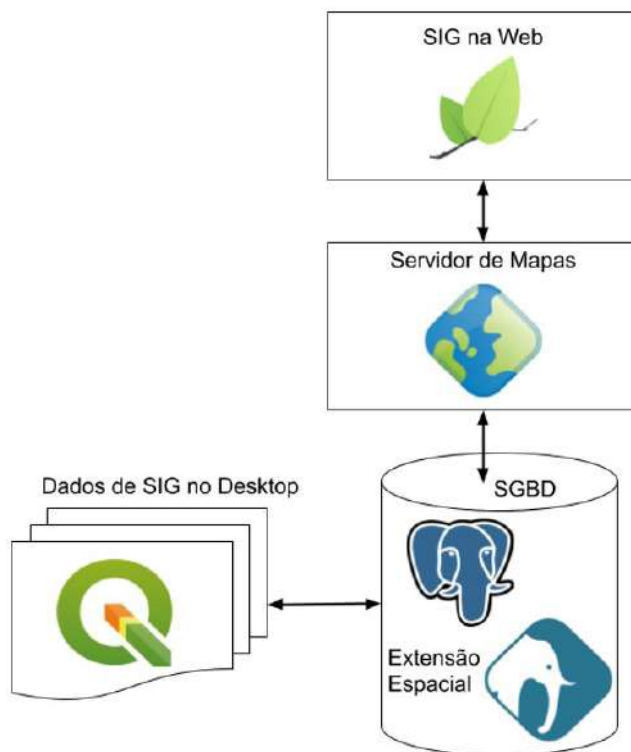 SIG na Web
Servidor de Mapas
SGBD
Dados de SIG no Desktop
Extensão
Espacial